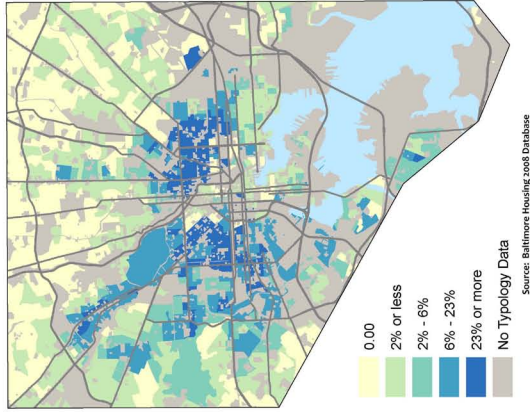 0.00
2% or less
2% - 6%
6% - 23%
23% or more
No Typology Data
Source: Baltimore Housing 2008 Database